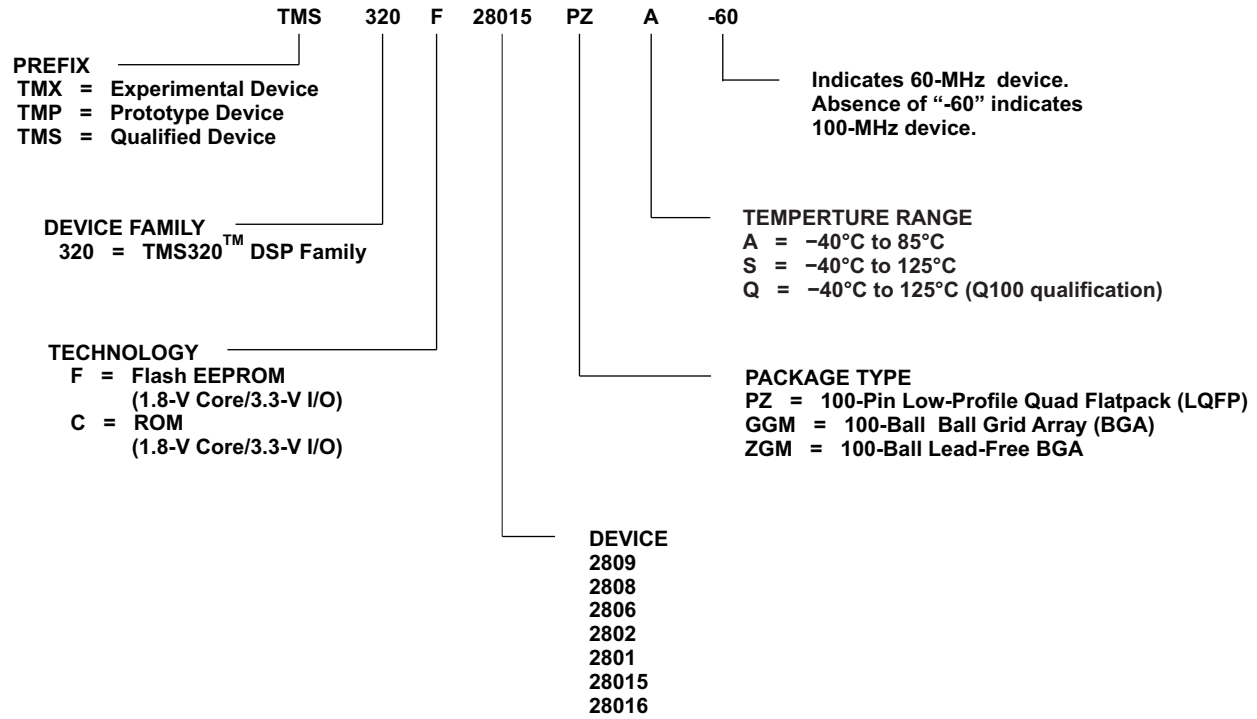 TMS 320 F 28015 PZ A -60
PREFIX
TMX = Experimental Device
TMP = Prototype Device
TMS = Qualified Device
Indicates 60-MHz device.
Absence of “-60” indicates
100-MHz device.
DEVICE FAMILY
320 = TMS320™ DSP Family
TEMPERTURE RANGE
A = −40°C to 85°C
S = −40°C to 125°C
Q = −40°C to 125°C (Q100 qualification)
TECHNOLOGY
F = Flash EEPROM
(1.8-V Core/3.3-V I/O)
C = ROM
(1.8-V Core/3.3-V I/O)
PACKAGE TYPE
PZ = 100-Pin Low-Profile Quad Flatpack (LQFP)
GGM = 100-Ball Ball Grid Array (BGA)
ZGM = 100-Ball Lead-Free BGA
DEVICE
2809
2808
2806
2802
2801
28015
28016